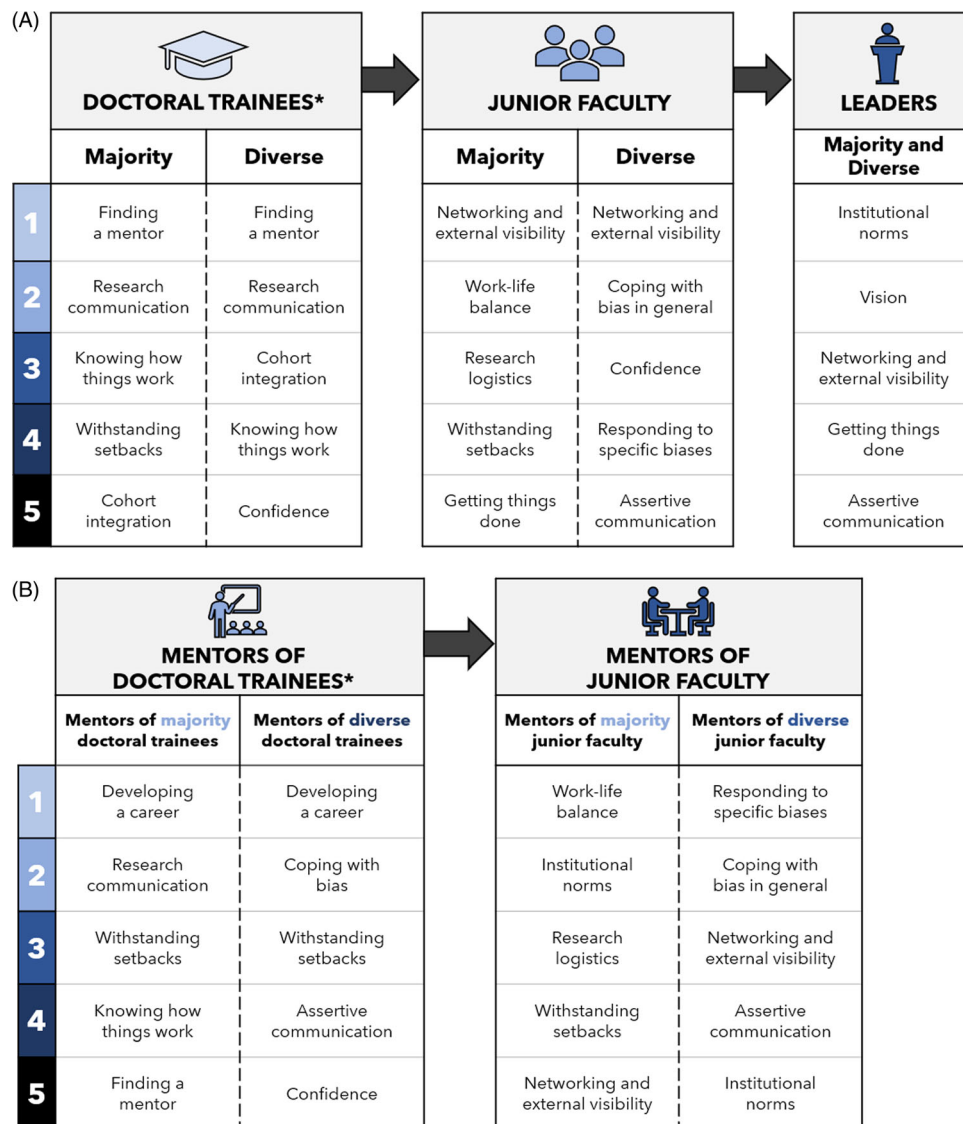 (A)
DOCTORAL TRAINEES*
JUNIOR FACULTY
LEADERS
Majority
Diverse
Majority
Diverse
Majority and
Diverse
1
Finding
a mentor
Finding
a mentor
Networking and
external visibility
Networking and
external visibility
Institutional
norms
2
Research
communication
Research
communication
Work-life
balance
Coping with
bias in general
Vision
3
Knowing how
things work
Cohort
integration
Research
logistics
Confidence
Networking and
external visibility
4
Withstanding
setbacks
Knowing how
things work
Withstanding
setbacks
Responding to
specific biases
Getting things
done
5
Cohort
integration
Confidence
Getting things
done
Assertive
communication
Assertive
communication
(B)
MENTORS OF
DOCTORAL TRAINEES*
MENTORS OF
JUNIOR FACULTY
Mentors of majority
doctoral trainees
Mentors of diverse
doctoral trainees
Mentors of majority
junior faculty
Mentors of diverse
junior faculty
1
Developing
a career
Developing
a career
Work-life
balance
Responding to
specific biases
2
Research
communication
Coping with
bias
Institutional
norms
Coping with
bias in general
3
Withstanding
setbacks
Withstanding
setbacks
Research
logistics
Networking and
external visibility
4
Knowing how
things work
Assertive
communication
Withstanding
setbacks
Assertive
communication
5
Finding a
mentor
Confidence
Networking and
external visibility
Institutional
norms